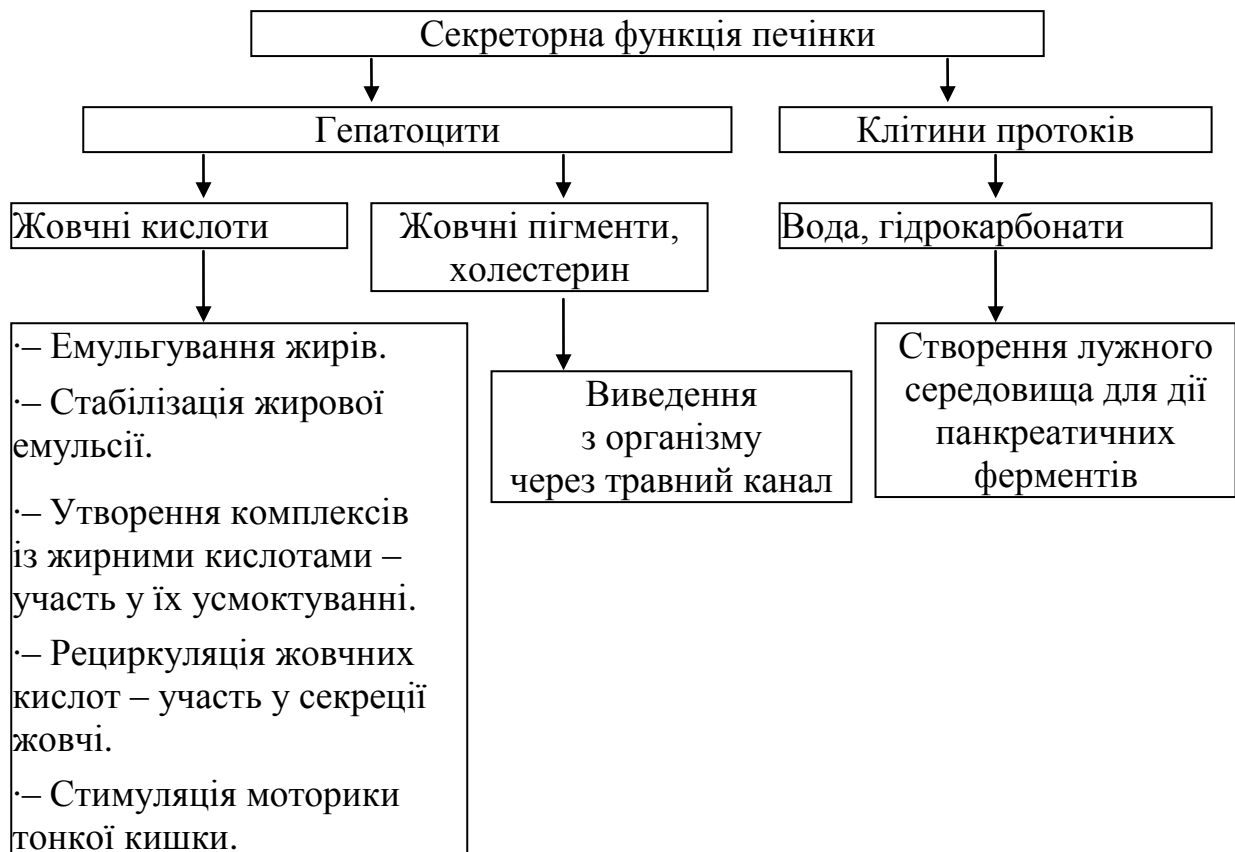 Секреторна функція печінки
Гепатоцити
Клітини протоків
Жовчні кислоти
Жовчні пігменти,
холестерин
Вода, гідрокарбонати
·– Емульгування жирів.
·– Стабілізація жирової
емульсії.
·– Утворення комплексів
із жирними кислотами –
участь у їх усмоктуванні.
·– Рециркуляція жовчних
кислот – участь у секреції
жовчі.
·– Стимуляція моторики
тонкої кишки.
Виведення
з організму
через травний канал
Створення лужного
середовища для дії
панкреатичних
ферментів